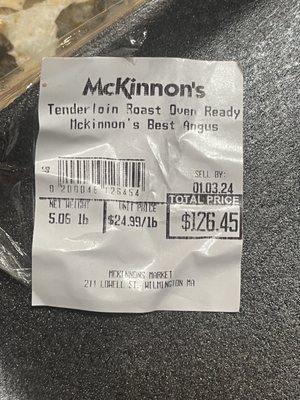 McKinnon's
Tenderloin Roast Oven Ready
Mckinnon's Best Angus
SELL BY:
01.03.24
NET WEIGHT UNIT PRICE TOTAL PRICE
5.06 lb $24.99/lb $126.45
MCKINNONS MARKET
211 LOWELL ST. WILMINGTON MA